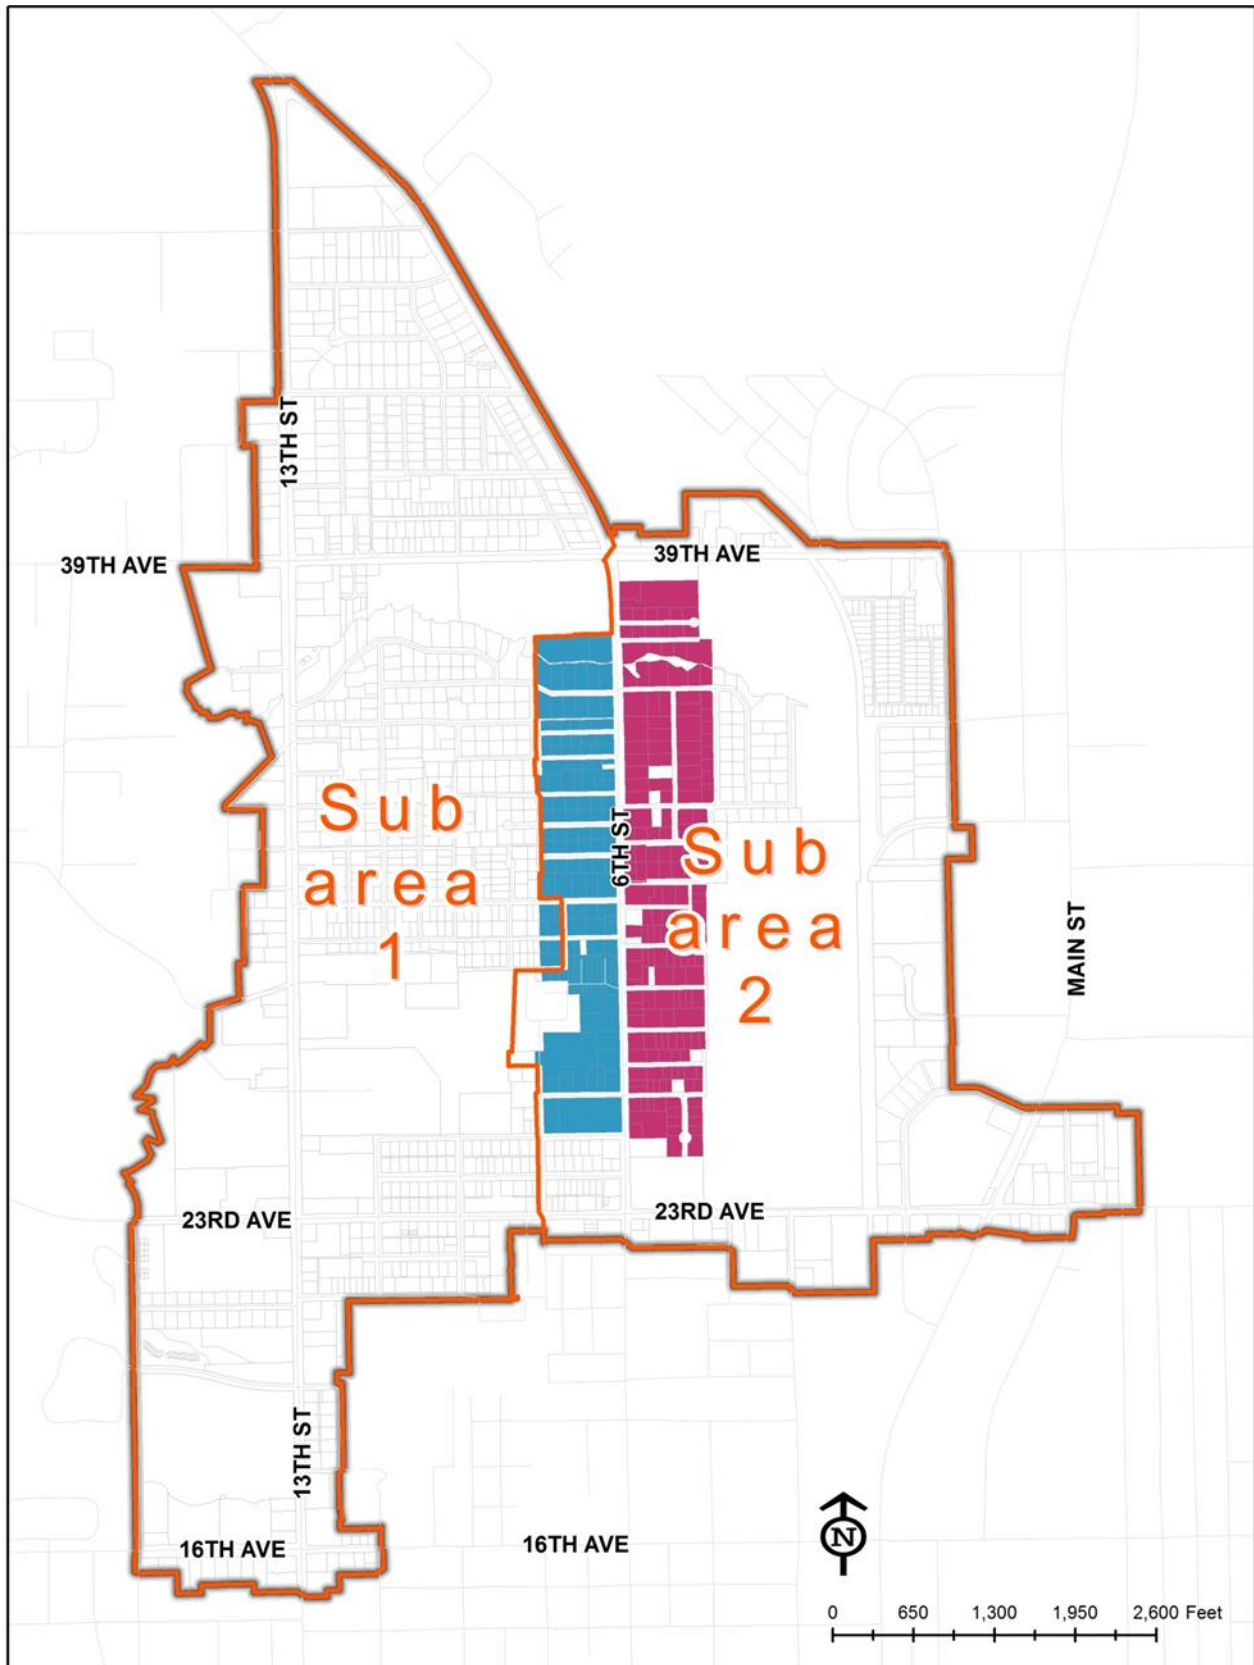 13TH ST
39TH AVE
39TH AVE
Sub
area
1
6TH ST
Sub
area
2
MAIN ST
23RD AVE
23RD AVE
13TH ST
16TH AVE
16TH AVE
N
0 650 1,300 1,950 2,600 Feet